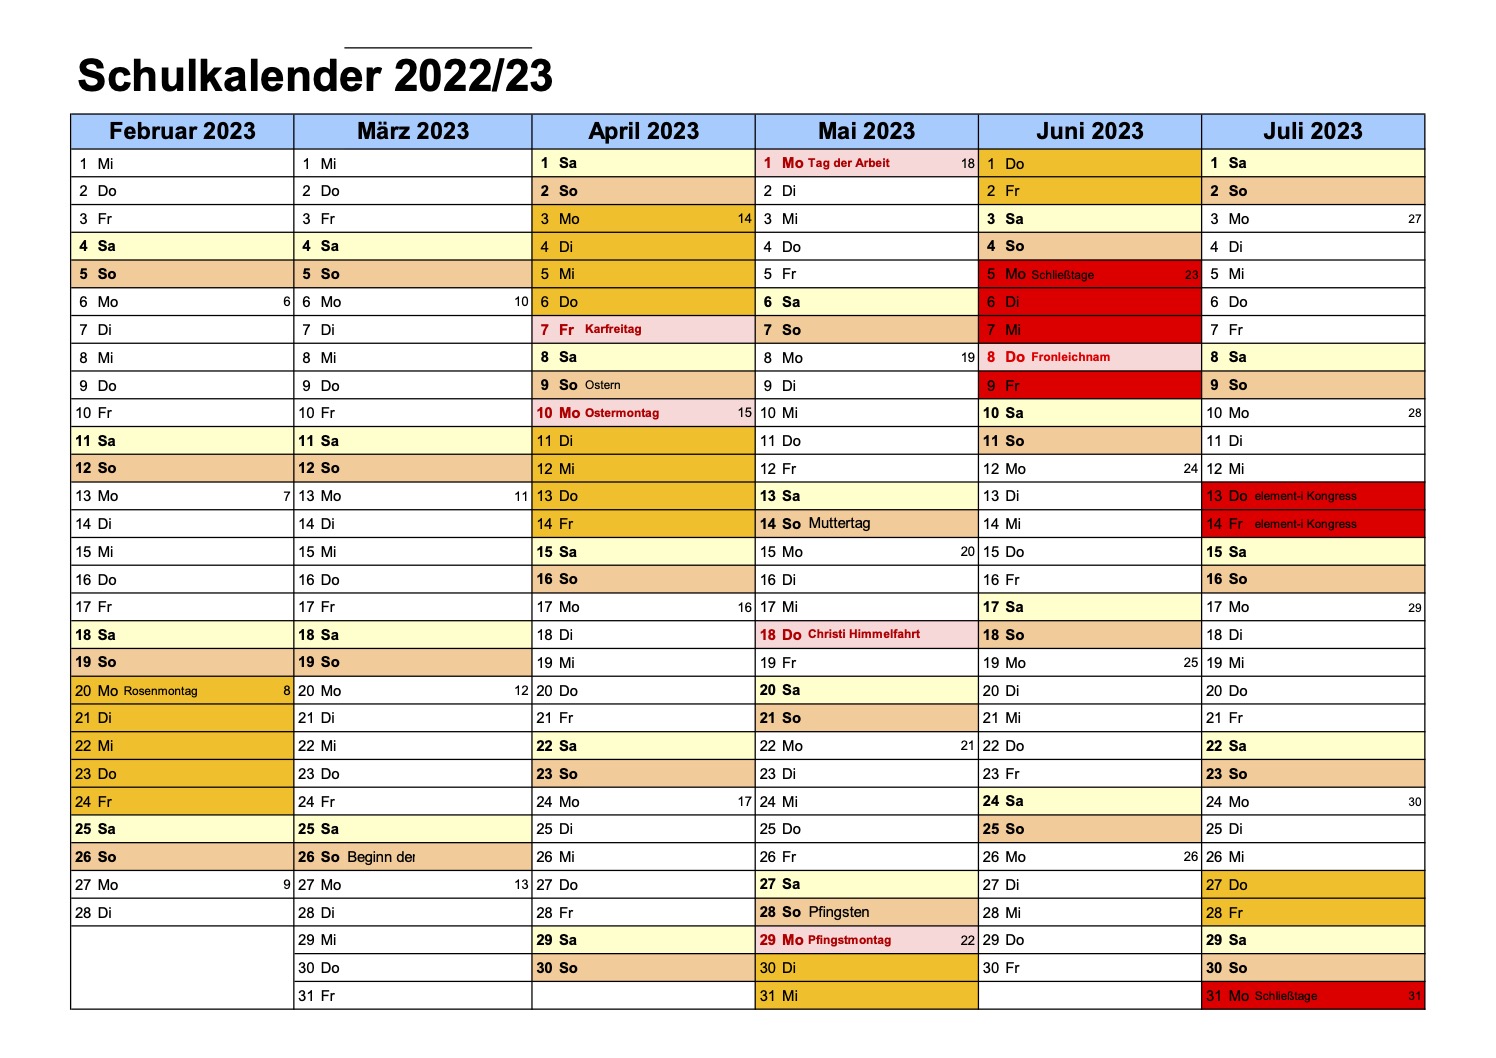 Schulkalender 2022/23
Februar 2023 März 2023 April 2023 Mai 2023 Juni 2023 Juli 2023
1 Mi 1 Mi 1 Sa 1 Mo Tag der Arbeit 18 1 Do 1 Sa
2 Do 2 Do 2 So 2 Di 2 Fr 2 So
3 Fr 3 Fr 3 Mo 14 3 Mi 3 Sa 3 Mo 27
4 Sa 4 Sa 4 Di 4 Do 4 So 4 Di
5 So 5 So 5 Mi 5 Fr 5 Mo Schließtage 23 5 Mi
6 Mo 6 6 Mo 10 6 Do 6 Sa 6 Di 6 Do
7 Di 7 Di 7 Fr Karfreitag 7 So 7 Mi 7 Fr
8 Mi 8 Mi 8 Sa 8 Mo 19 8 Do Fronleichnam 8 Sa
9 Do 9 Do 9 So Ostern 9 Di 9 Fr 9 So
10 Fr 10 Fr 10 Mo Ostermontag 15 10 Mi 10 Sa 10 Mo 28
11 Sa 11 Sa 11 Di 11 Do 11 So 11 Di
12 So 12 So 12 Mi 12 Fr 12 Mo 24 12 Mi
13 Mo 7 13 Mo 11 13 Do 13 Sa 13 Di 13 Do element-i Kongress
14 Di 14 Di 14 Fr 14 So Muttertag 14 Mi 14 Fr element-i Kongress
15 Mi 15 Mi 15 Sa 15 Mo 20 15 Do 15 Sa
16 Do 16 Do 16 So 16 Di 16 Fr 16 So
17 Fr 17 Fr 17 Mo 16 17 Mi 17 Sa 17 Mo 29
18 Sa 18 Sa 18 Di 18 Do Christi Himmelfahrt 18 So 18 Di
19 So 19 So 19 Mi 19 Fr 19 Mo 25 19 Mi
20 Mo Rosenmontag 8 20 Mo 12 20 Do 20 Sa 20 Di 20 Do
21 Di 21 Di 21 Fr 21 So 21 Mi 21 Fr
22 Mi 22 Mi 22 Sa 22 Mo 21 22 Do 22 Sa
23 Do 23 Do 23 So 23 Di 23 Fr 23 So
24 Fr 24 Fr 24 Mo 17 24 Mi 24 Sa 24 Mo 30
25 Sa 25 Sa 25 Di 25 Do 25 So 25 Di
26 So 26 So Beginn der 26 Mi 26 Fr 26 Mo 26 26 Mi
27 Mo 9 27 Mo 13 27 Do 27 Sa 27 Di 27 Do
28 Di 28 Di 28 Fr 28 So Pfingsten 28 Mi 28 Fr
29 Mi 29 Sa 29 Mo Pfingstmontag 22 29 Do 29 Sa
30 Do 30 So 30 Di 30 Fr 30 So
31 Fr 31 Mi 31 Mo Schließtage 31